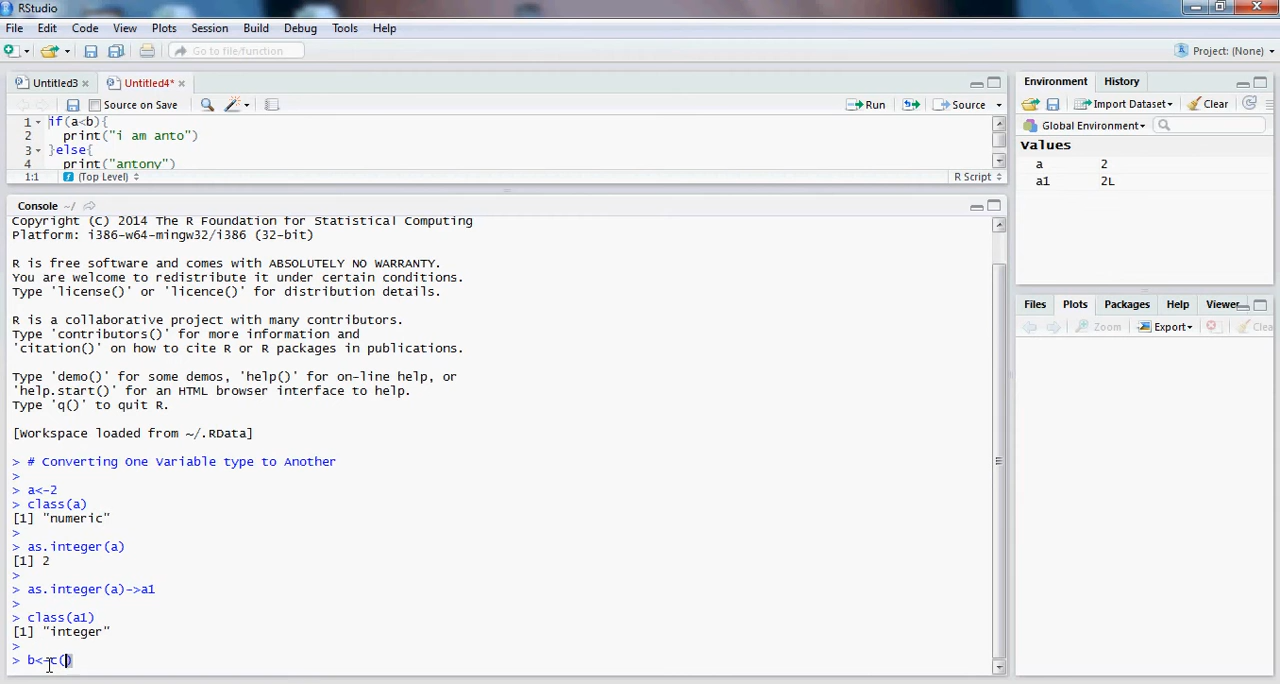 RStudio
File Edit Code View Plots Session Build Debug Tools Help
Go to file/function
Project: (None)
Untitled3 Untitled4*
Source on Save Run Source
1 if(a<b){
2 print("i am anto")
3 }else{
4 print("antony")
1:1 (Top Level) R Script
Console ~/
Copyright (C) 2014 The R Foundation for Statistical Computing
Platform: i386-w64-mingw32/i386 (32-bit)
R is free software and comes with ABSOLUTELY NO WARRANTY.
You are welcome to redistribute it under certain conditions.
Type 'license()' or 'licence()' for distribution details.
R is a collaborative project with many contributors.
Type 'contributors()' for more information and
'citation()' on how to cite R or R packages in publications.
Type 'demo()' for some demos, 'help()' for on-line help, or
'help.start()' for an HTML browser interface to help.
Type 'q()' to quit R.
[Workspace loaded from ~/.RData]
> # Converting One Variable type to Another
>
> a<-2
> class(a)
[1] "numeric"
>
> as.integer(a)
[1] 2
>
> as.integer(a)->a1
>
> class(a1)
[1] "integer"
>
> b<-c()
Environment History
Import Dataset Clear
Global Environment
Values
a 2
a1 2L
Files Plots Packages Help Viewer
Zoom Export Clea